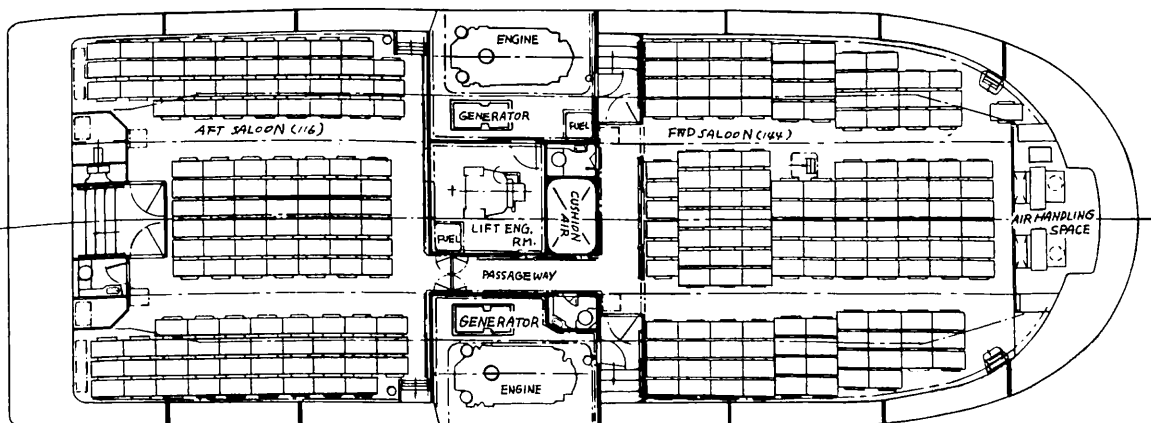 ENGINE
GENERATOR
FUEL
AFT SALOON (116)
FWD SALOON (144)
CUSHION
AIR
LIFT ENG.
RM.
FUEL
AIR HANDLING
SPACE
PASSAGEWAY
GENERATOR
ENGINE